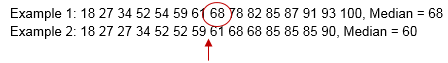 Example 1: 18 27 34 52 54 59 61 68 78 82 85 87 91 93 100, Median = 68
Example 2: 18 27 27 34 52 52 59 61 68 68 85 85 85 90, Median = 60